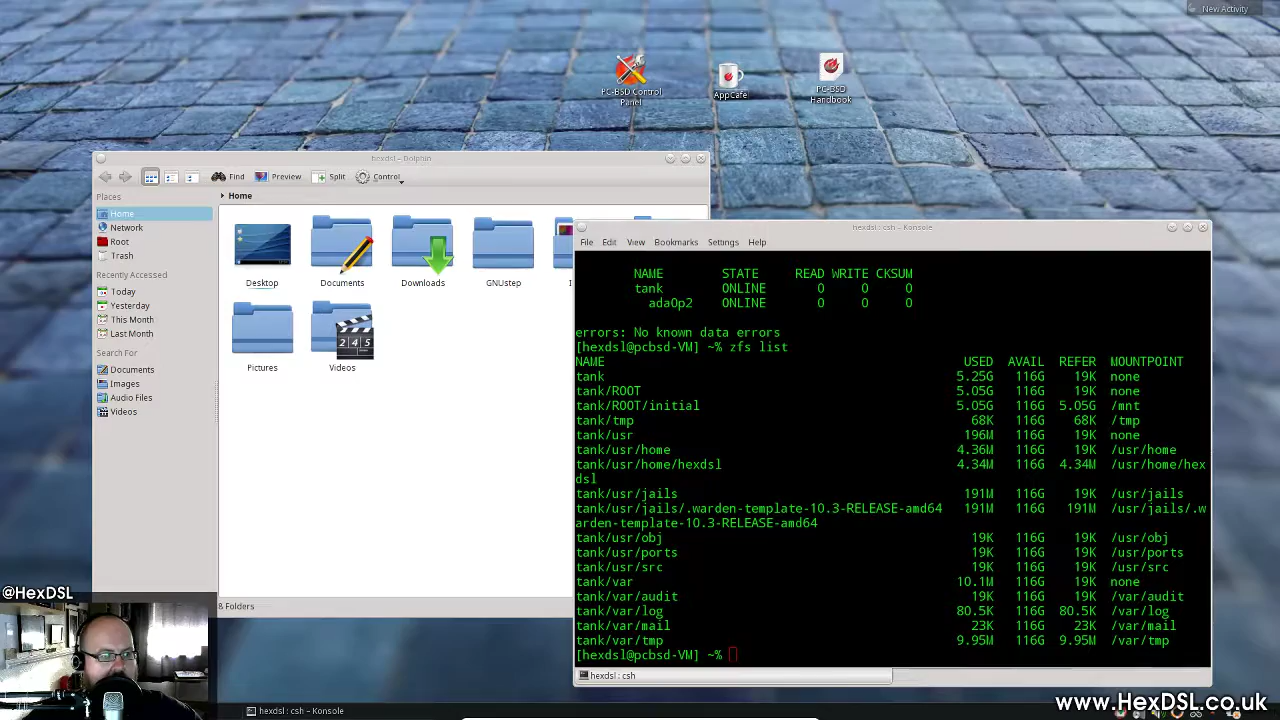 New Activity
PC-BSD Control
Panel
AppCafe
PC-BSD
Handbook
hexdsl – Dolphin
Find
Preview
Split
Control
Places
Home
Home
Network
Root
Trash
Recently Accessed
Today
Yesterday
This Month
Last Month
Search For
Documents
Images
Audio Files
Videos
Desktop
Documents
Downloads
GNUstep
Pictures
Videos
8 Folders
hexdsl : csh – Konsole
File Edit View Bookmarks Settings Help
NAME STATE READ WRITE CKSUM
tank ONLINE 0 0 0
ada0p2 ONLINE 0 0 0
errors: No known data errors
[hexdsl@pcbsd-VM] ~% zfs list
NAME USED AVAIL REFER MOUNTPOINT
tank 5.25G 116G 19K none
tank/ROOT 5.05G 116G 19K none
tank/ROOT/initial 5.05G 116G 5.05G /mnt
tank/tmp 68K 116G 68K /tmp
tank/usr 196M 116G 19K none
tank/usr/home 4.36M 116G 19K /usr/home
tank/usr/home/hexdsl 4.34M 116G 4.34M /usr/home/hex
dsl
tank/usr/jails 191M 116G 19K /usr/jails
tank/usr/jails/.warden-template-10.3-RELEASE-amd64 191M 116G 191M /usr/jails/.w
arden-template-10.3-RELEASE-amd64
tank/usr/obj 19K 116G 19K /usr/obj
tank/usr/ports 19K 116G 19K /usr/ports
tank/usr/src 19K 116G 19K /usr/src
tank/var 10.1M 116G 19K none
tank/var/audit 19K 116G 19K /var/audit
tank/var/log 80.5K 116G 80.5K /var/log
tank/var/mail 23K 116G 23K /var/mail
tank/var/tmp 9.95M 116G 9.95M /var/tmp
[hexdsl@pcbsd-VM] ~%
hexdsl : csh
@HexDSL
hexdsl : csh – Konsole
www.HexDSL.co.uk